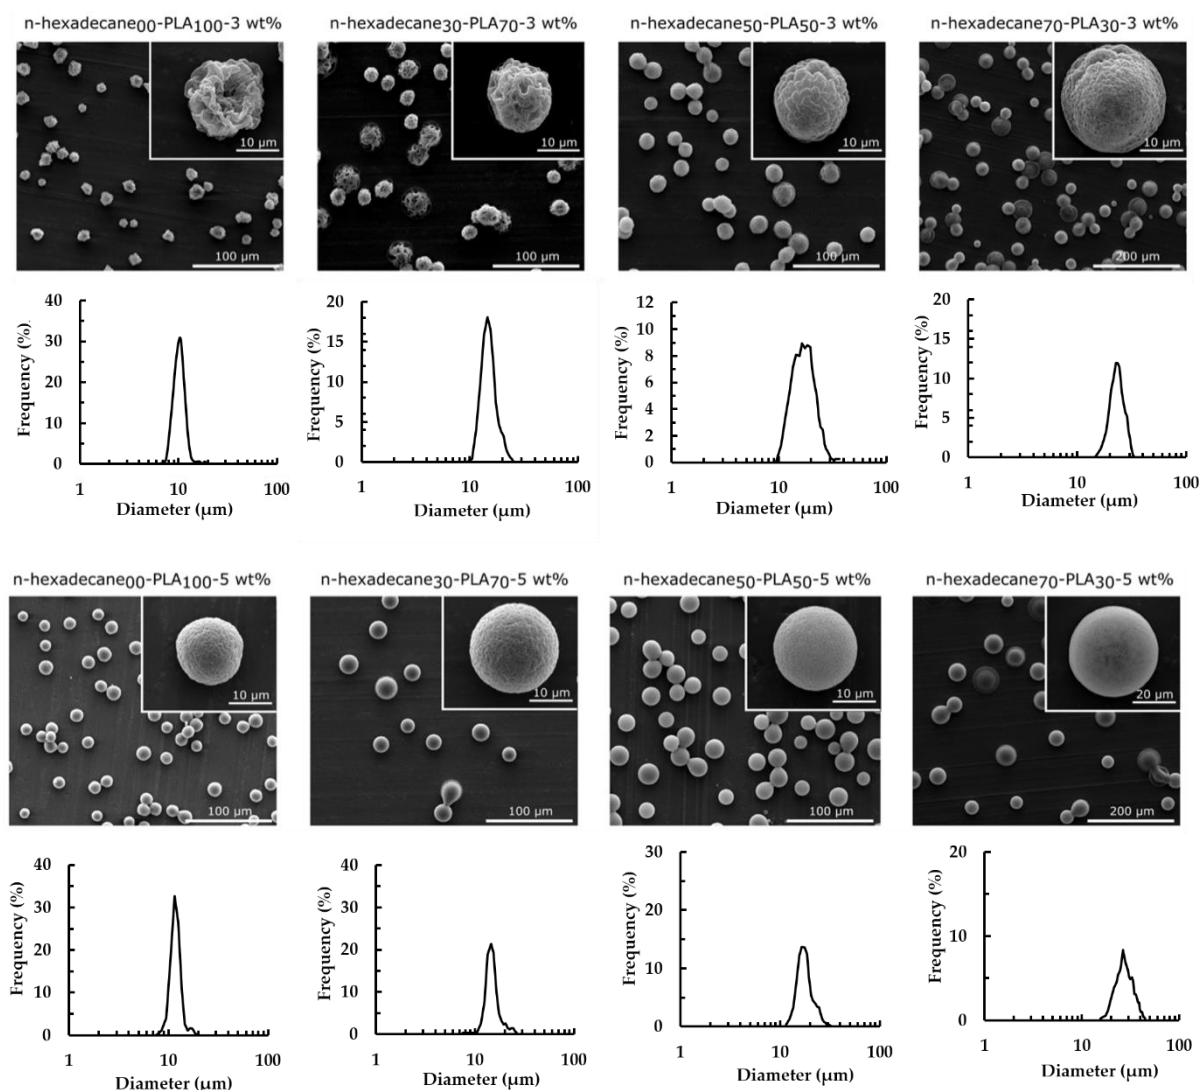 n-hexadecane00-PLA100-3 wt% n-hexadecane30-PLA70-3 wt% n-hexadecane50-PLA50-3 wt% n-hexadecane70-PLA30-3 wt%
10 µm 10 µm 10 µm 10 µm
100 µm 100 µm 100 µm 200 µm
Frequency (%).
40
30
20
10
0
1 10 100
Diameter (µm)
Frequency (%)
20
15
10
5
0
1 10 100
Diameter (µm)
Frequency (%)
12
10
8
6
4
2
0
1 10 100
Diameter (µm)
Frequency (%)
20
15
10
5
0
1 10 100
Diameter (µm)
n-hexadecane00-PLA100-5 wt% n-hexadecane30-PLA70-5 wt% n-hexadecane50-PLA50-5 wt% n-hexadecane70-PLA30-5 wt%
10 µm 10 µm 10 µm 20 µm
100 µm 100 µm 100 µm 200 µm
Frequency (%)
40
30
20
10
0
1 10 100
Diameter (µm)
Frequency (%)
40
30
20
10
0
1 10 100
Diameter (µm)
Frequency (%)
30
20
10
0
1 10 100
Diameter (µm)
Frequency (%)
20
10
0
1 10 100
Diameter (µm)